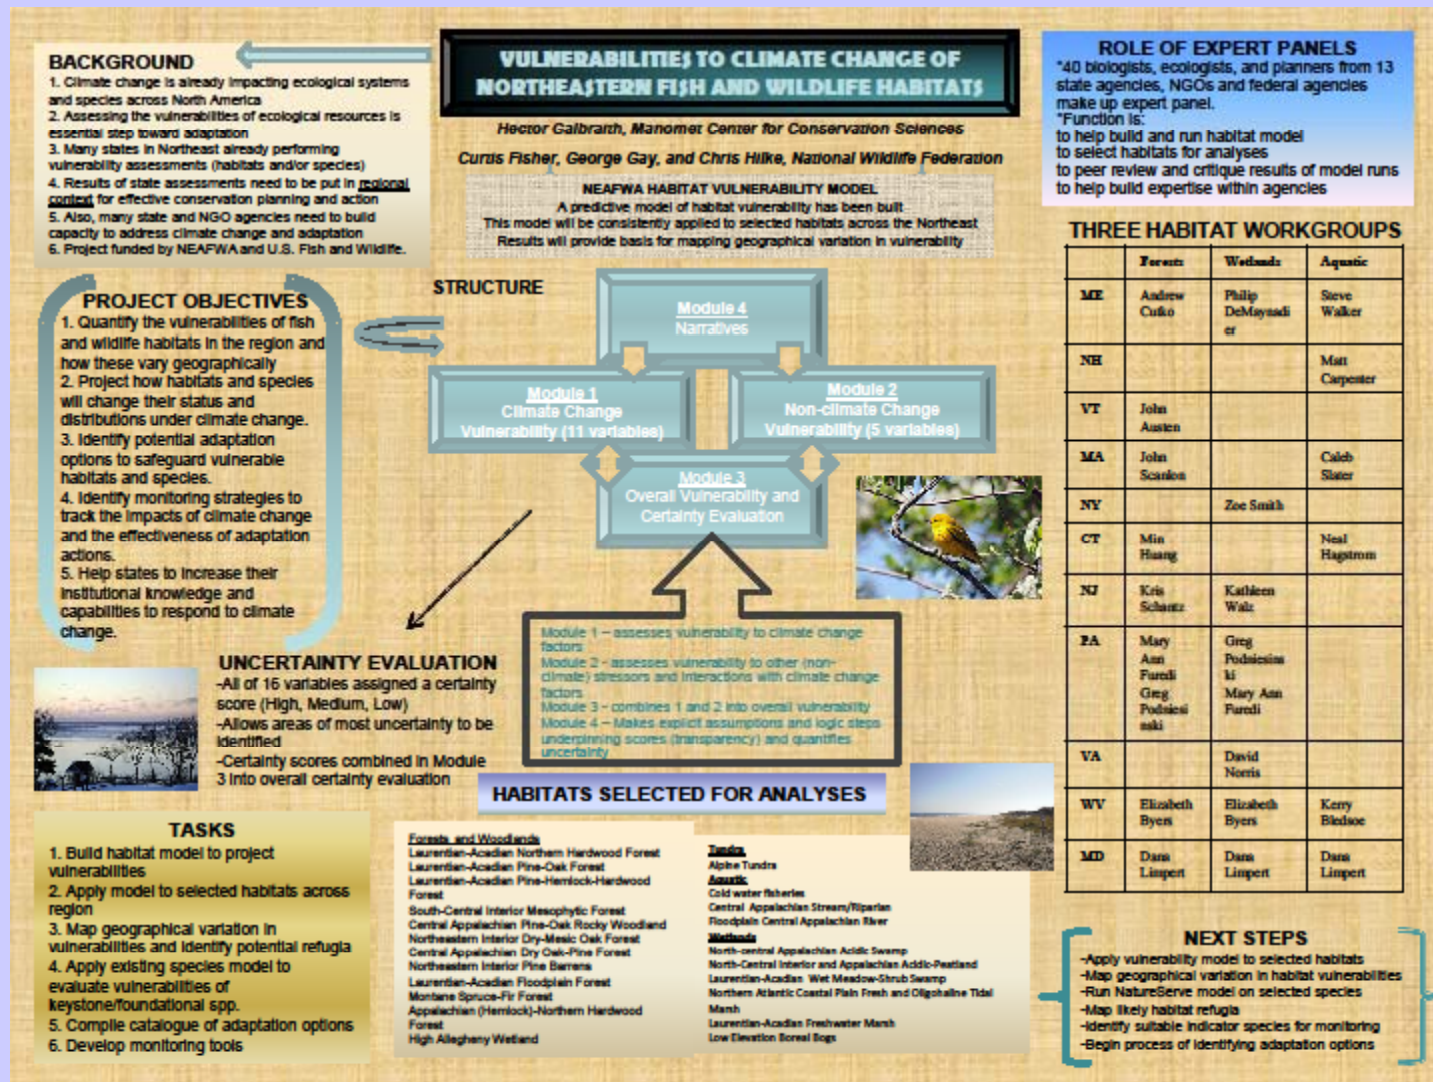 VULNERABILITIES TO CLIMATE CHANGE OF
NORTHEASTERN FISH AND WILDLIFE HABITATS
Hector Galbraith, Manomet Center for Conservation Sciences
Curtis Fisher, George Gay, and Chris Hilke, National Wildlife Federation
NEAFWA HABITAT VULNERABILITY MODEL
A predictive model of habitat vulnerability has been built
This model will be consistently applied to selected habitats across the Northeast
Results will provide basis for mapping geographical variation in vulnerability
BACKGROUND
1. Climate change is already impacting ecological systems
and species across North America
2. Assessing the vulnerabilities of ecological resources is
essential step toward adaptation
3. Many states in Northeast already performing
vulnerability assessments (habitats and/or species)
4. Results of state assessments need to be put in regional
context for effective conservation planning and action
5. Also, many state and NGO agencies need to build
capacity to address climate change and adaptation
6. Project funded by NEAFWA and U.S. Fish and Wildlife.
PROJECT OBJECTIVES
1. Quantify the vulnerabilities of fish
and wildlife habitats in the region and
how these vary geographically
2. Project how habitats and species
will change their status and
distributions under climate change.
3. Identify potential adaptation
options to safeguard vulnerable
habitats and species.
4. Identify monitoring strategies to
track the impacts of climate change
and the effectiveness of adaptation
actions.
5. Help states to increase their
institutional knowledge and
capabilities to respond to climate
change.
STRUCTURE
Module 4
Narratives
Module 1
Climate Change
Vulnerability (11 variables)
Module 2
Non-climate Change
Vulnerability (5 variables)
Module 3
Overall Vulnerability and
Certainty Evaluation
Module 1 – assesses vulnerability to climate change
factors
Module 2 - assesses vulnerability to other (non-
climate) stressors and interactions with climate change
factors
Module 3 - combines 1 and 2 into overall vulnerability
Module 4 – Makes explicit assumptions and logic steps
underpinning scores (transparency) and quantifies
uncertainty
UNCERTAINTY EVALUATION
-All of 16 variables assigned a certainty
score (High, Medium, Low)
-Allows areas of most uncertainty to be
identified
-Certainty scores combined in Module
3 into overall certainty evaluation
TASKS
1. Build habitat model to project
vulnerabilities
2. Apply model to selected habitats across
region
3. Map geographical variation in
vulnerabilities and identify potential refugia
4. Apply existing species model to
evaluate vulnerabilities of
keystone/foundational spp.
5. Compile catalogue of adaptation options
6. Develop monitoring tools
HABITATS SELECTED FOR ANALYSES
Forests and Woodlands
Laurentian-Acadian Northern Hardwood Forest
Laurentian-Acadian Pine-Oak Forest
Laurentian-Acadian Pine-Hemlock-Hardwood
Forest
South-Central Interior Mesophytic Forest
Central Appalachian Pine-Oak Rocky Woodland
Northeastern Interior Dry-Mesic Oak Forest
Central Appalachian Dry Oak-Pine Forest
Northeastern Interior Pine Barrens
Laurentian-Acadian Floodplain Forest
Montane Spruce-Fir Forest
Appalachian (Hemlock)-Northern Hardwood
Forest
High Allegheny Wetland
Tundra
Alpine Tundra
Aquatic
Cold water fisheries
Central Appalachian Stream/Riparian
Floodplain Central Appalachian River
Wetlands
North-central Appalachian Acidic Swamp
North-Central Interior and Appalachian Acidic-Peatland
Laurentian-Acadian Wet Meadow-Shrub Swamp
Northern Atlantic Coastal Plain Fresh and Oligohaline Tidal
Marsh
Laurentian-Acadian Freshwater Marsh
Low Elevation Boreal Bogs
ROLE OF EXPERT PANELS
*40 biologists, ecologists, and planners from 13
state agencies, NGOs and federal agencies
make up expert panel.
*Function is:
to help build and run habitat model
to select habitats for analyses
to peer review and critique results of model runs
to help build expertise within agencies
THREE HABITAT WORKGROUPS
Forests Wetlands Aquatic
ME Andrew Philip Steve
Cutko DeMaynadi Walker
er
NH Matt
Carpenter
VT John
Austen
MA John Caleb
Scanlon Slater
NY Zoe Smith
CT Min Neal
Huang Hagstrom
NJ Kris Kathleen
Schantz Walz
PA Mary Greg
Ann Podniesins
Furedi ki
Greg Mary Ann
Podniesi Furedi
nski
VA David
Norris
WV Elizabeth Elizabeth Kerry
Byers Byers Bledsoe
MD Dana Dana Dana
Limpert Limpert Limpert
NEXT STEPS
-Apply vulnerability model to selected habitats
-Map geographical variation in habitat vulnerabilities
-Run NatureServe model on selected species
-Map likely habitat refugia
-Identify suitable indicator species for monitoring
-Begin process of identifying adaptation options